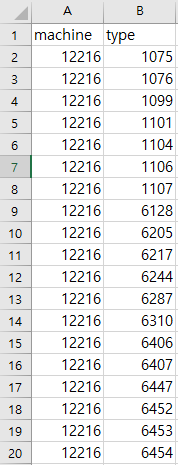 A B
1 machine type
2 12216 1075
3 12216 1076
4 12216 1099
5 12216 1101
6 12216 1104
7 12216 1106
8 12216 1107
9 12216 6128
10 12216 6205
11 12216 6217
12 12216 6244
13 12216 6287
14 12216 6310
15 12216 6406
16 12216 6407
17 12216 6447
18 12216 6452
19 12216 6453
20 12216 6454